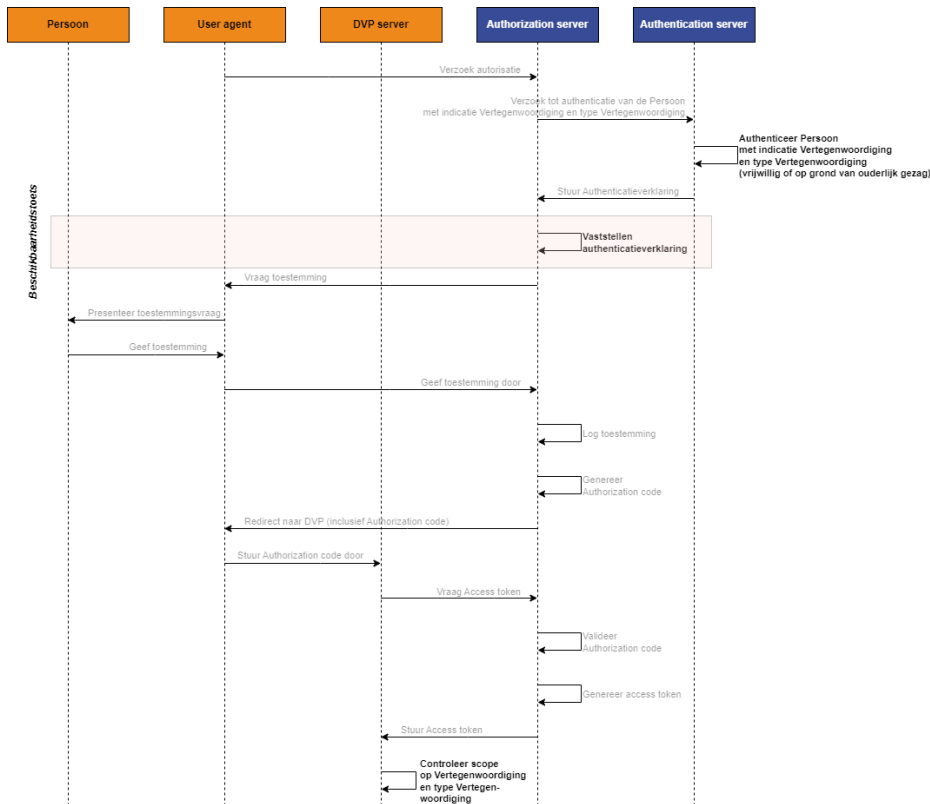 Persoon
User agent
DVP server
Authorization server
Authentication server
Verzoek autorisatie
Verzoek tot authenticatie van de Persoon
met indicatie Vertegenwoordiging en type Vertegenwoordiging
Authenticeer Persoon
met indicatie Vertegenwoordiging
en type Vertegenwoordiging
(vrijwillig of op grond van ouderlijk gezag)
Stuur Authenticatieverklaring
Beschikbaarheidstoets
Vaststellen
authenticatieverklaring
Vraag toestemming
Presenteer toestemmingsvraag
Geef toestemming
Geef toestemming door
Log toestemming
Genereer
Authorization code
Redirect naar DVP (inclusief Authorization code)
Stuur Authorization code door
Vraag Access token
Valideer
Authorization code
Genereer access token
Stuur Access token
Controleer scope
op Vertegenwoordiging
en type Vertegen-
woordiging